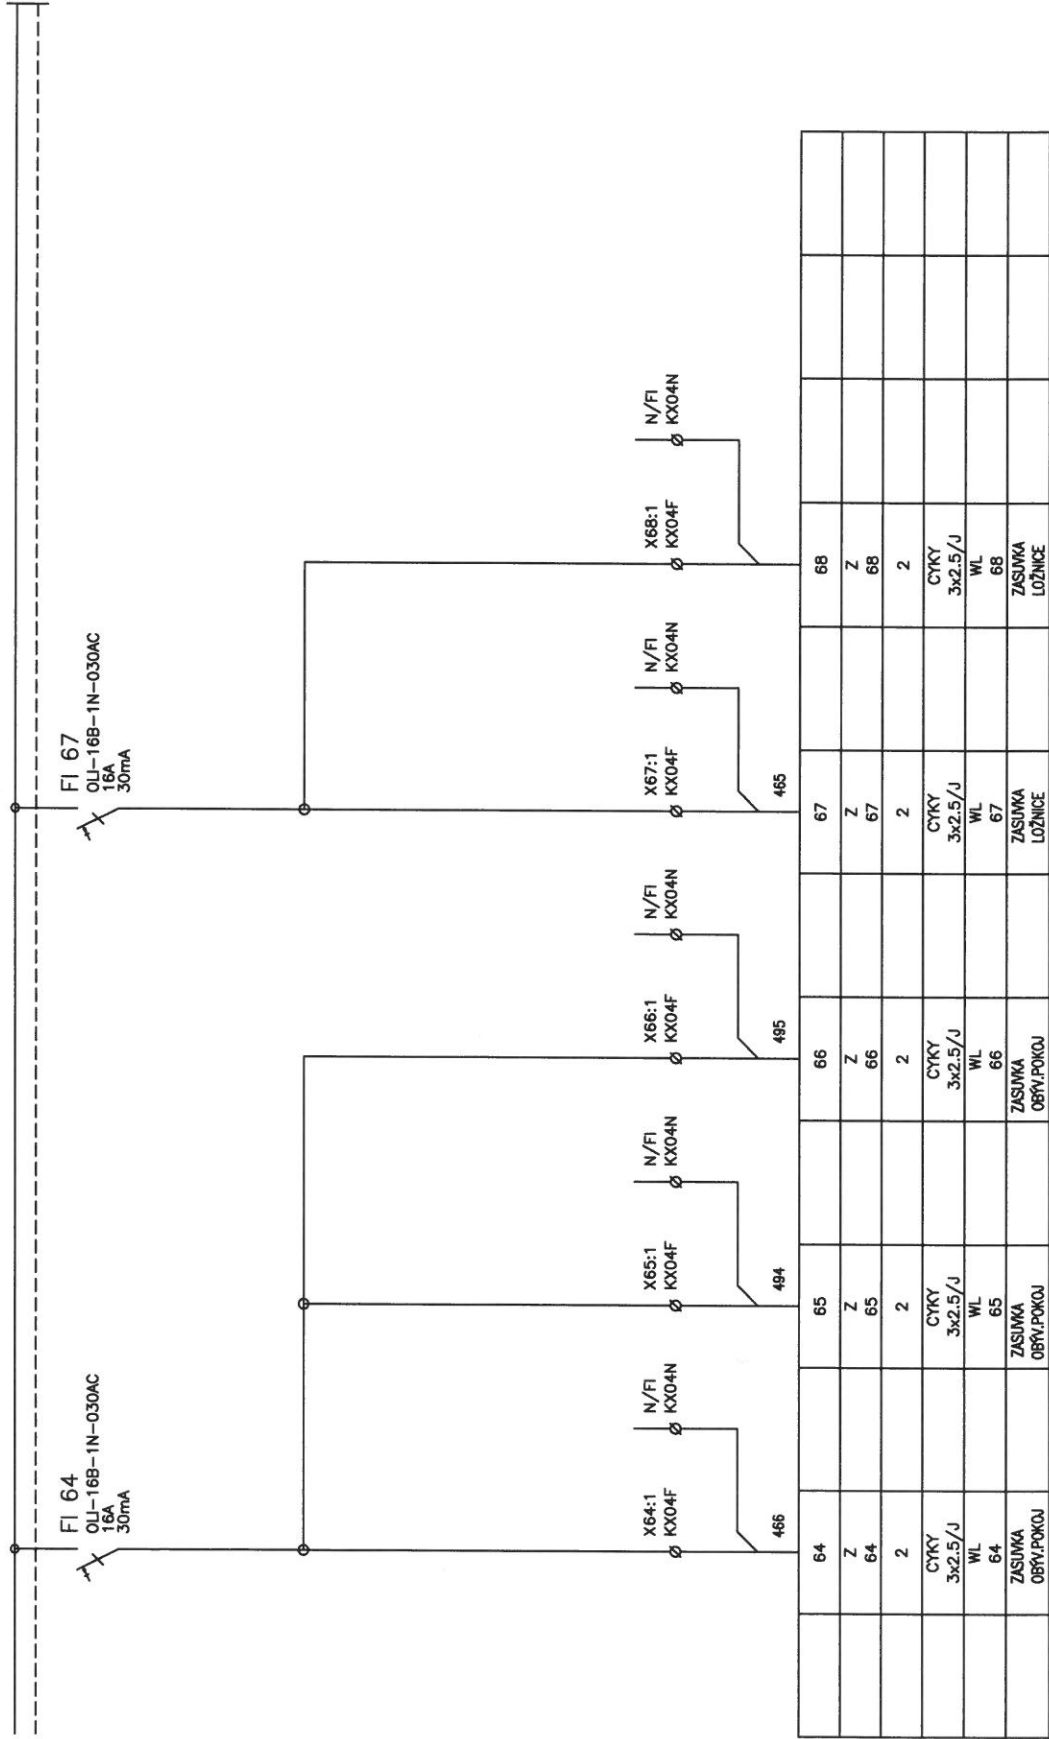 FI 64
OLI-16B-1N-030AC
16A
30mA
FI 67
OLI-16B-1N-030AC
16A
30mA
X64:1
KX04F
N/FI
KX04N
X65:1
KX04F
N/FI
KX04N
X66:1
KX04F
N/FI
KX04N
X67:1
KX04F
N/FI
KX04N
X68:1
KX04F
N/FI
KX04N
466
494
495
465
64
65
66
67
68
Z
64
Z
65
Z
66
Z
67
Z
68
2
2
2
2
2
CYKY
3x2.5/J
CYKY
3x2.5/J
CYKY
3x2.5/J
CYKY
3x2.5/J
CYKY
3x2.5/J
WL
64
WL
65
WL
66
WL
67
WL
68
ZASUVKA
OBÝV.POKOJ
ZASUVKA
OBÝV.POKOJ
ZASUVKA
OBÝV.POKOJ
ZASUVKA
LOŽNICE
ZASUVKA
LOŽNICE